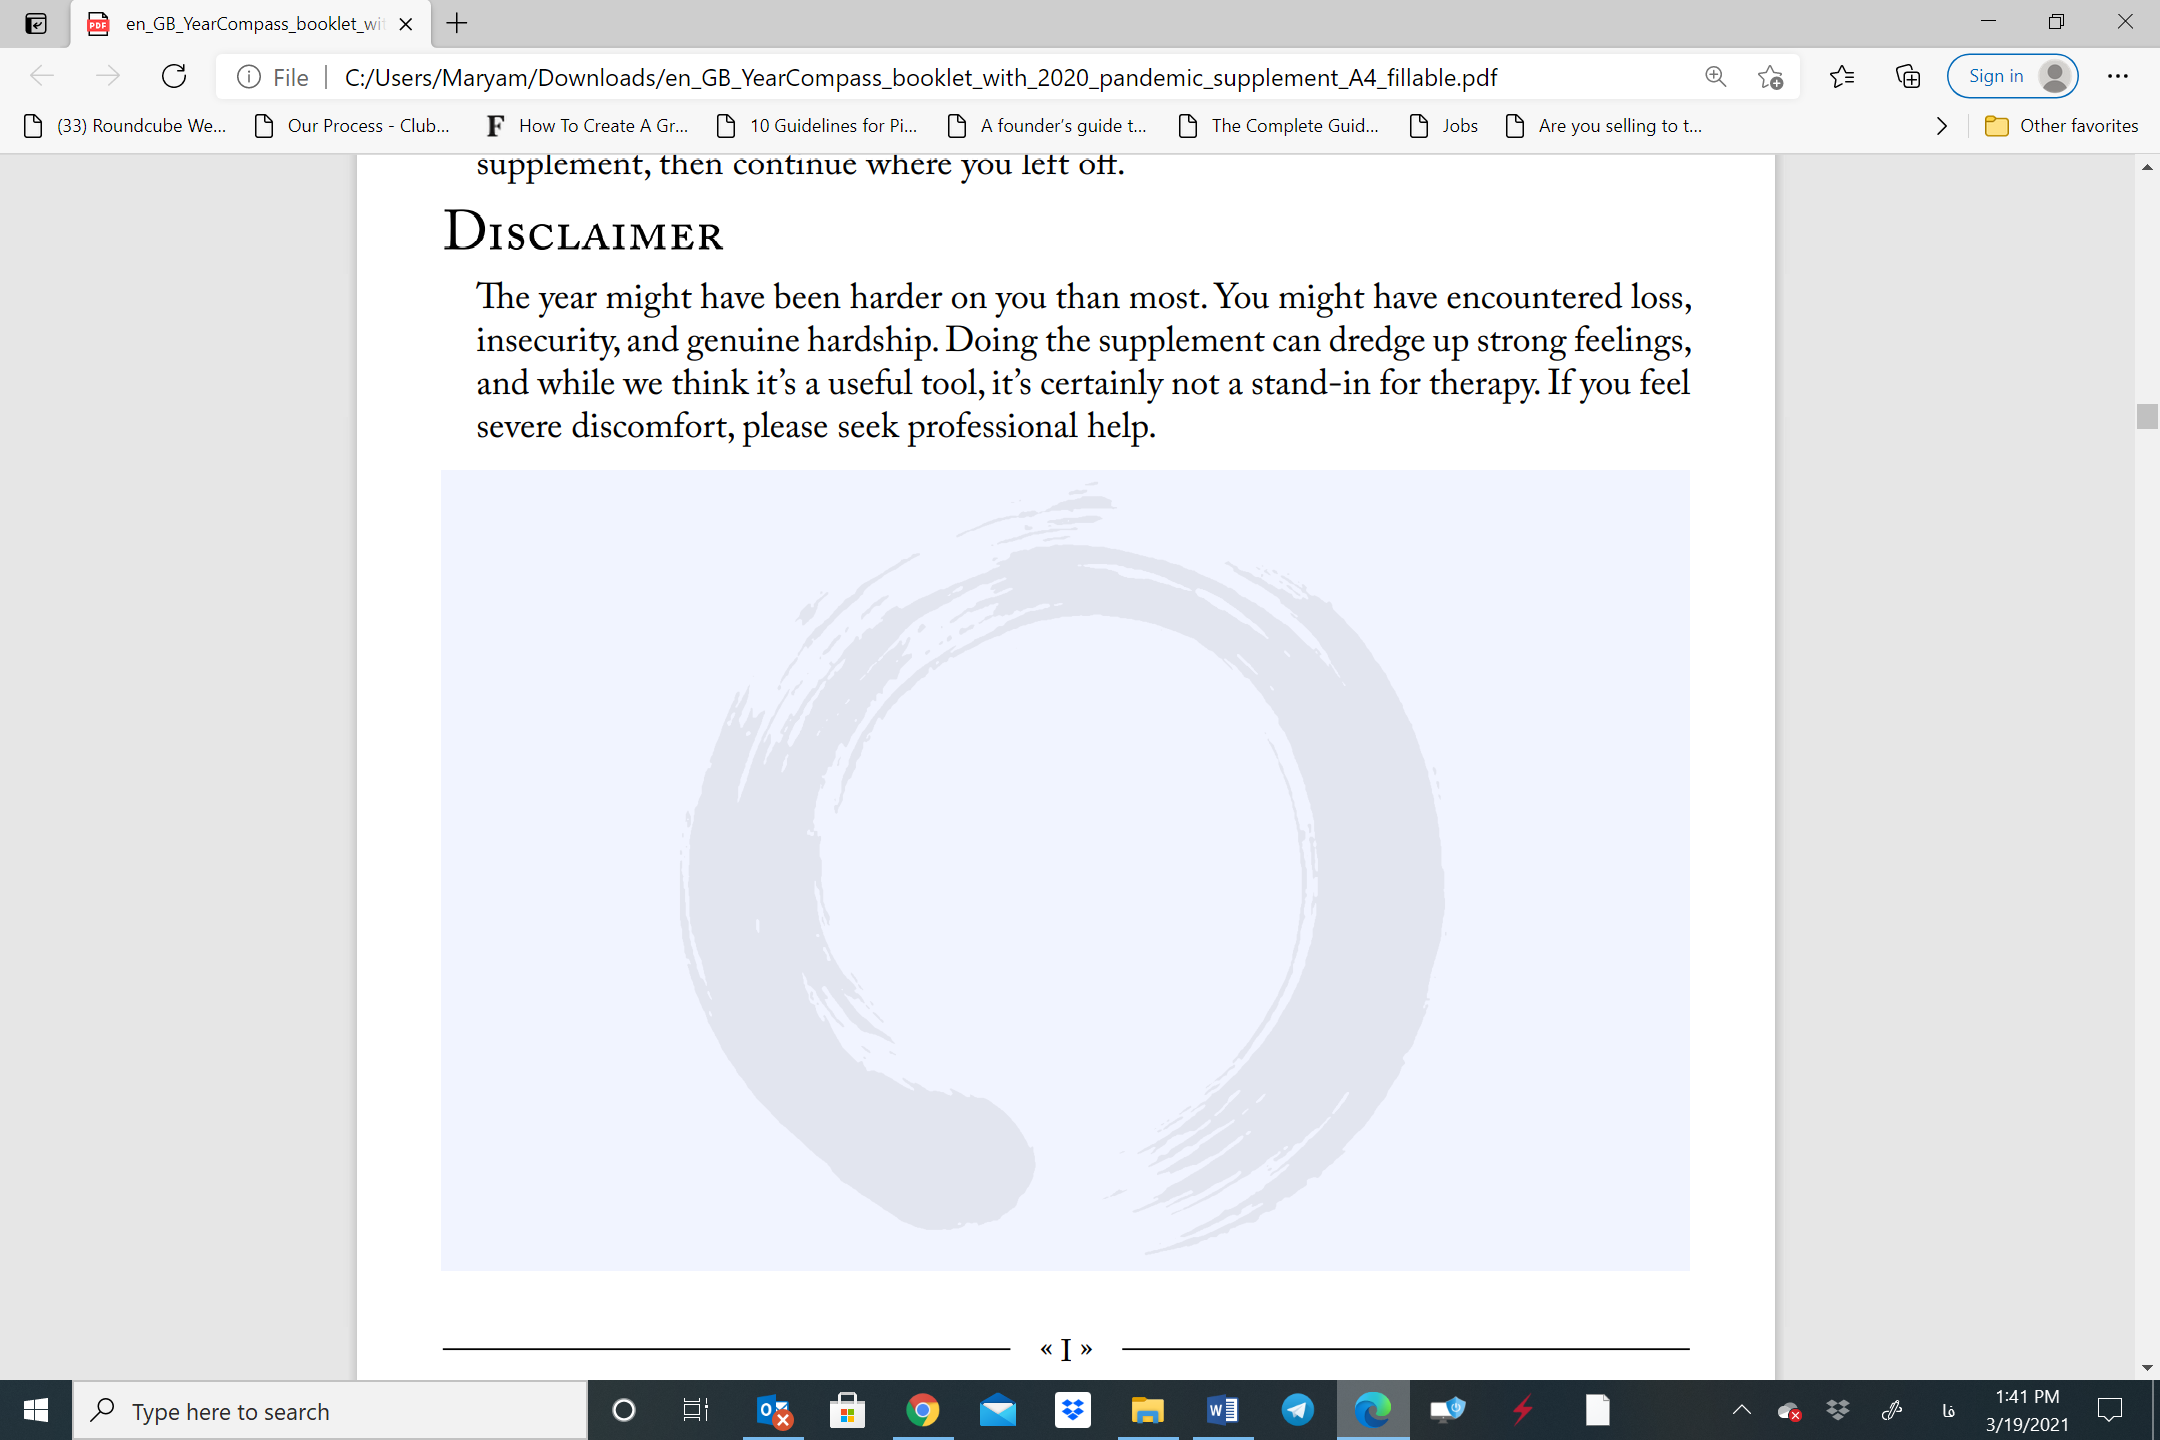 en_GB_YearCompass_booklet_wi
File
C:/Users/Maryam/Downloads/en_GB_YearCompass_booklet_with_2020_pandemic_supplement_A4_fillable.pdf
Sign in
(33) Roundcube We...
Our Process - Club...
F How To Create A Gr...
10 Guidelines for Pi...
A founder's guide t...
The Complete Guid...
Jobs
Are you selling to t...
Other favorites
supplement, then continue where you left off.
DISCLAIMER
The year might have been harder on you than most. You might have encountered loss,
insecurity, and genuine hardship. Doing the supplement can dredge up strong feelings,
and while we think it's a useful tool, it's certainly not a stand-in for therapy. If you feel
severe discomfort, please seek professional help.
« I »
Type here to search
فا
1:41 PM
3/19/2021